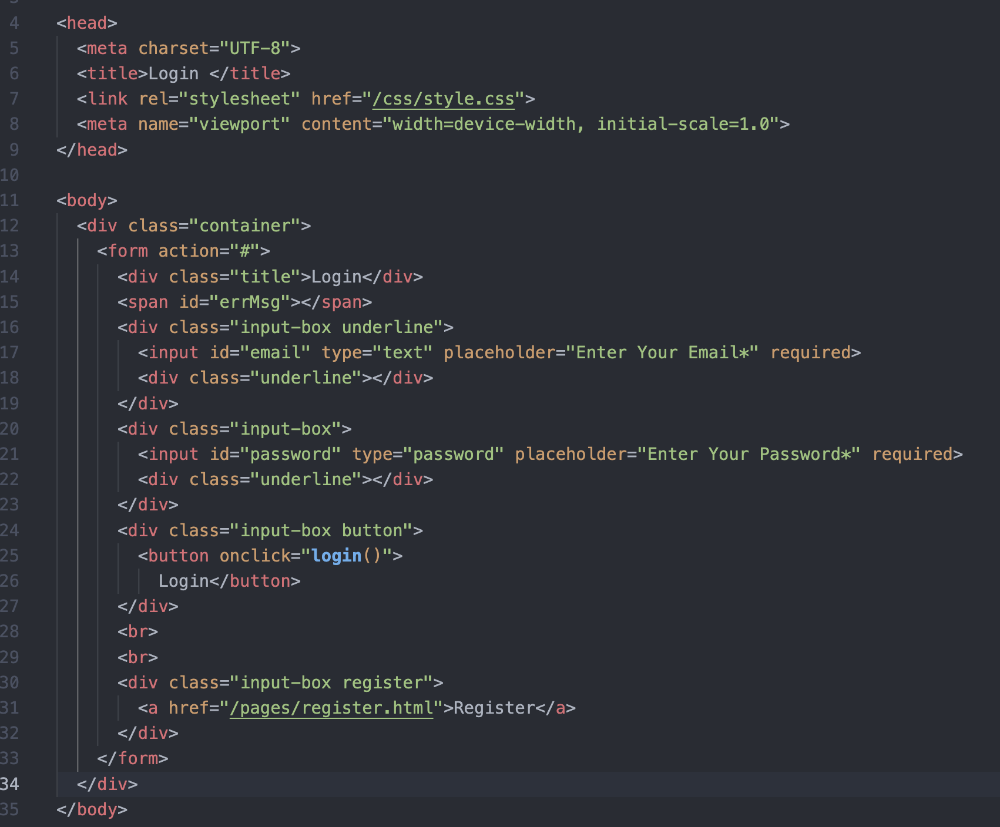 4 <head>
5 <meta charset="UTF-8">
6 <title>Login </title>
7 <link rel="stylesheet" href="/css/style.css">
8 <meta name="viewport" content="width=device-width, initial-scale=1.0">
9 </head>
10
11 <body>
12 <div class="container">
13 <form action="#">
14 <div class="title">Login</div>
15 <span id="errMsg"></span>
16 <div class="input-box underline">
17 <input id="email" type="text" placeholder="Enter Your Email*" required>
18 <div class="underline"></div>
19 </div>
20 <div class="input-box">
21 <input id="password" type="password" placeholder="Enter Your Password*" required>
22 <div class="underline"></div>
23 </div>
24 <div class="input-box button">
25 <button onclick="login()">
26 Login</button>
27 </div>
28 <br>
29 <br>
30 <div class="input-box register">
31 <a href="/pages/register.html">Register</a>
32 </div>
33 </form>
34 </div>
35 </body>